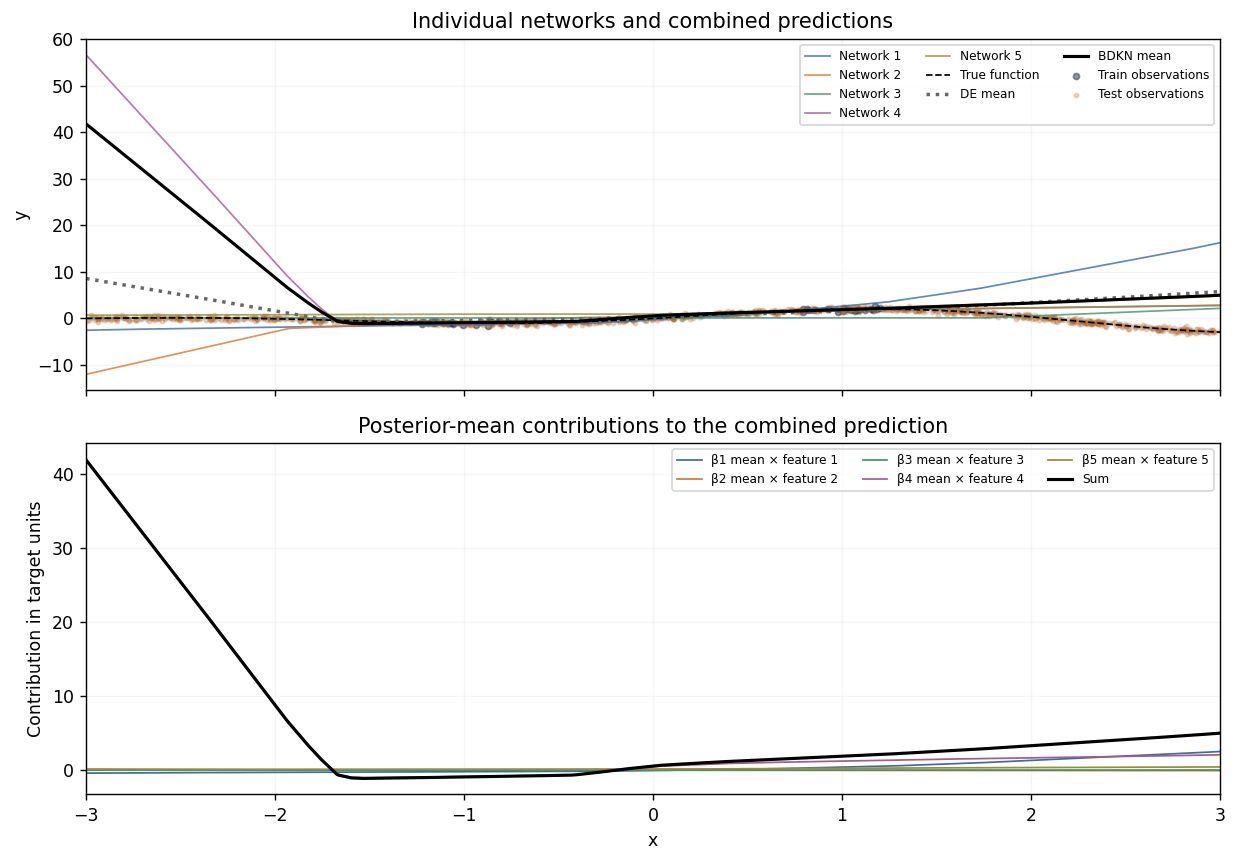 Individual networks and combined predictions
60
50
40
30
20
10
0
−10
y
Network 1
Network 2
Network 3
Network 4
Network 5
True function
DE mean
BDKN mean
Train observations
Test observations
Posterior-mean contributions to the combined prediction
40
30
20
10
0
Contribution in target units
β1 mean × feature 1
β2 mean × feature 2
β3 mean × feature 3
β4 mean × feature 4
β5 mean × feature 5
Sum
−3 −2 −1 0 1 2 3
x